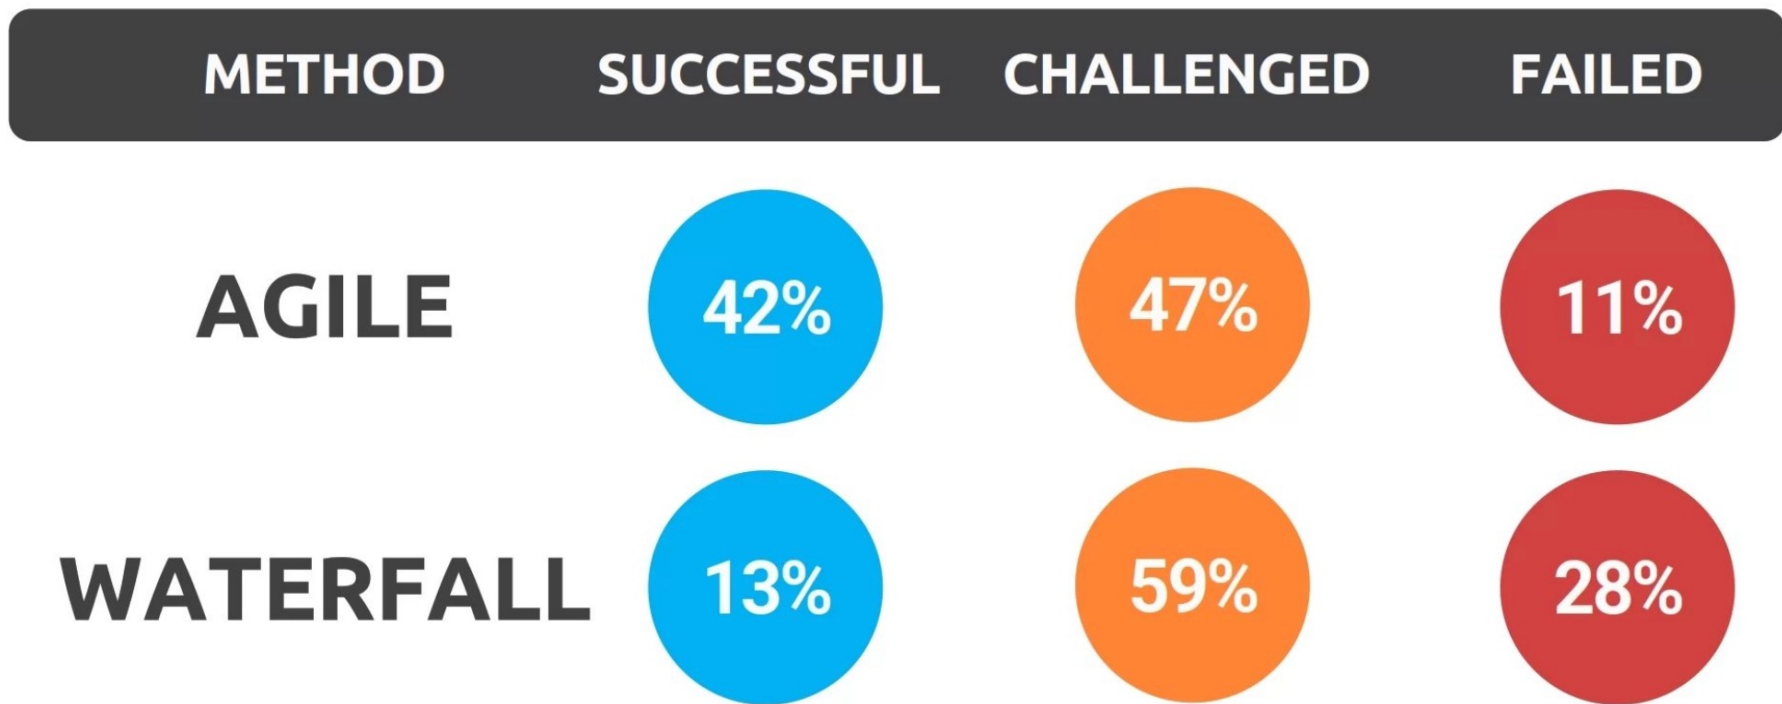 METHOD SUCCESSFUL CHALLENGED FAILED
AGILE 42% 47% 11%
WATERFALL 13% 59% 28%